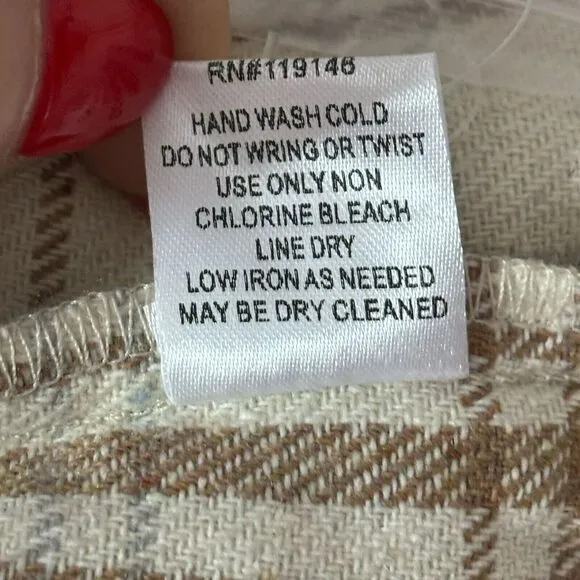 RN#119146
HAND WASH COLD
DO NOT WRING OR TWIST
USE ONLY NON
CHLORINE BLEACH
LINE DRY
LOW IRON AS NEEDED
MAY BE DRY CLEANED